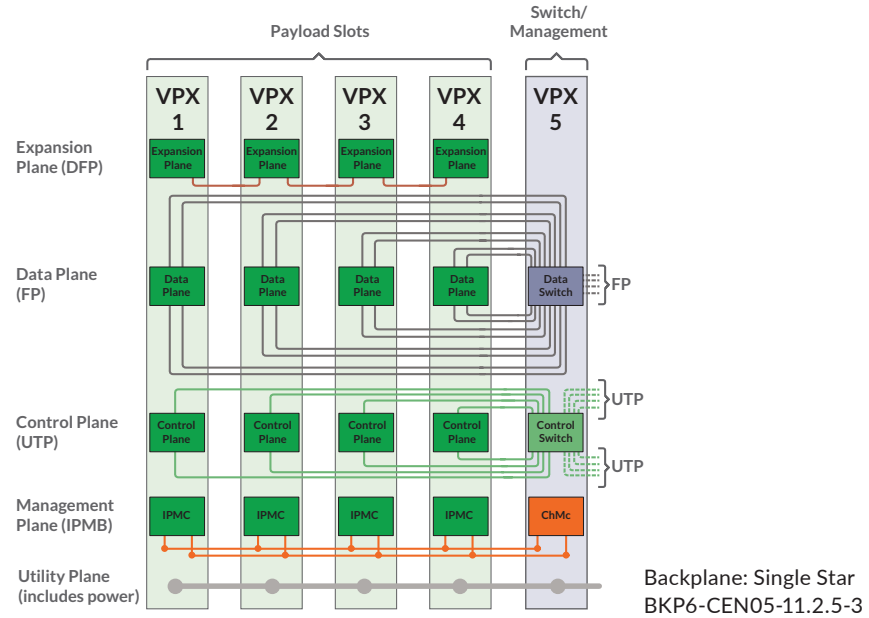 Payload Slots
Switch/
Management
VPX
1
VPX
2
VPX
3
VPX
4
VPX
5
Expansion
Plane (DFP)
Expansion
Plane
Expansion
Plane
Expansion
Plane
Expansion
Plane
Data Plane
(FP)
Data
Plane
Data
Plane
Data
Plane
Data
Plane
Data
Switch
FP
UTP
Control Plane
(UTP)
Control
Plane
Control
Plane
Control
Plane
Control
Plane
Control
Switch
UTP
Management
Plane (IPMB)
IPMC
IPMC
IPMC
IPMC
ChMc
Utility Plane
(includes power)
Backplane: Single Star
BKP6-CEN05-11.2.5-3